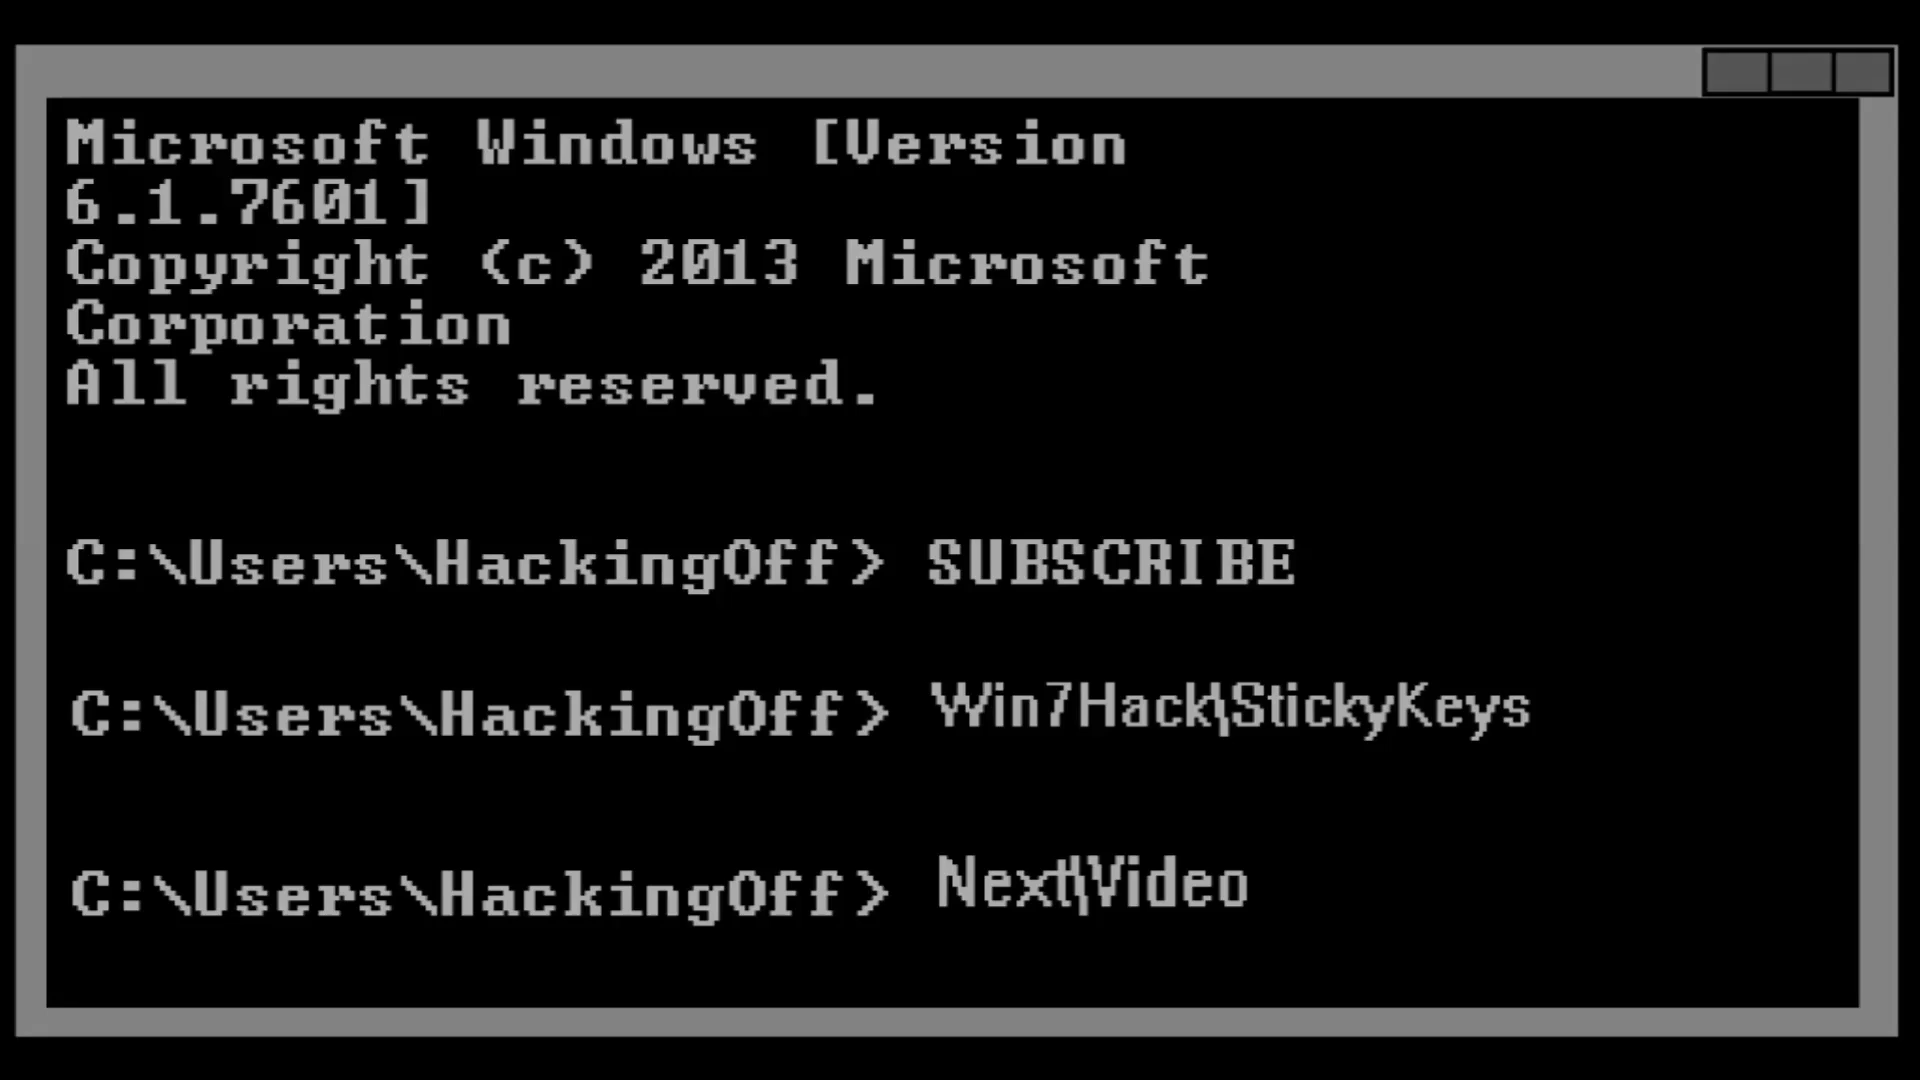 Microsoft Windows [Version
6.1.7601]
Copyright (c) 2013 Microsoft
Corporation
All rights reserved.
C:\Users\HackingOff> SUBSCRIBE
C:\Users\HackingOff> Win7Hack\StickyKeys
C:\Users\HackingOff> Next\Video